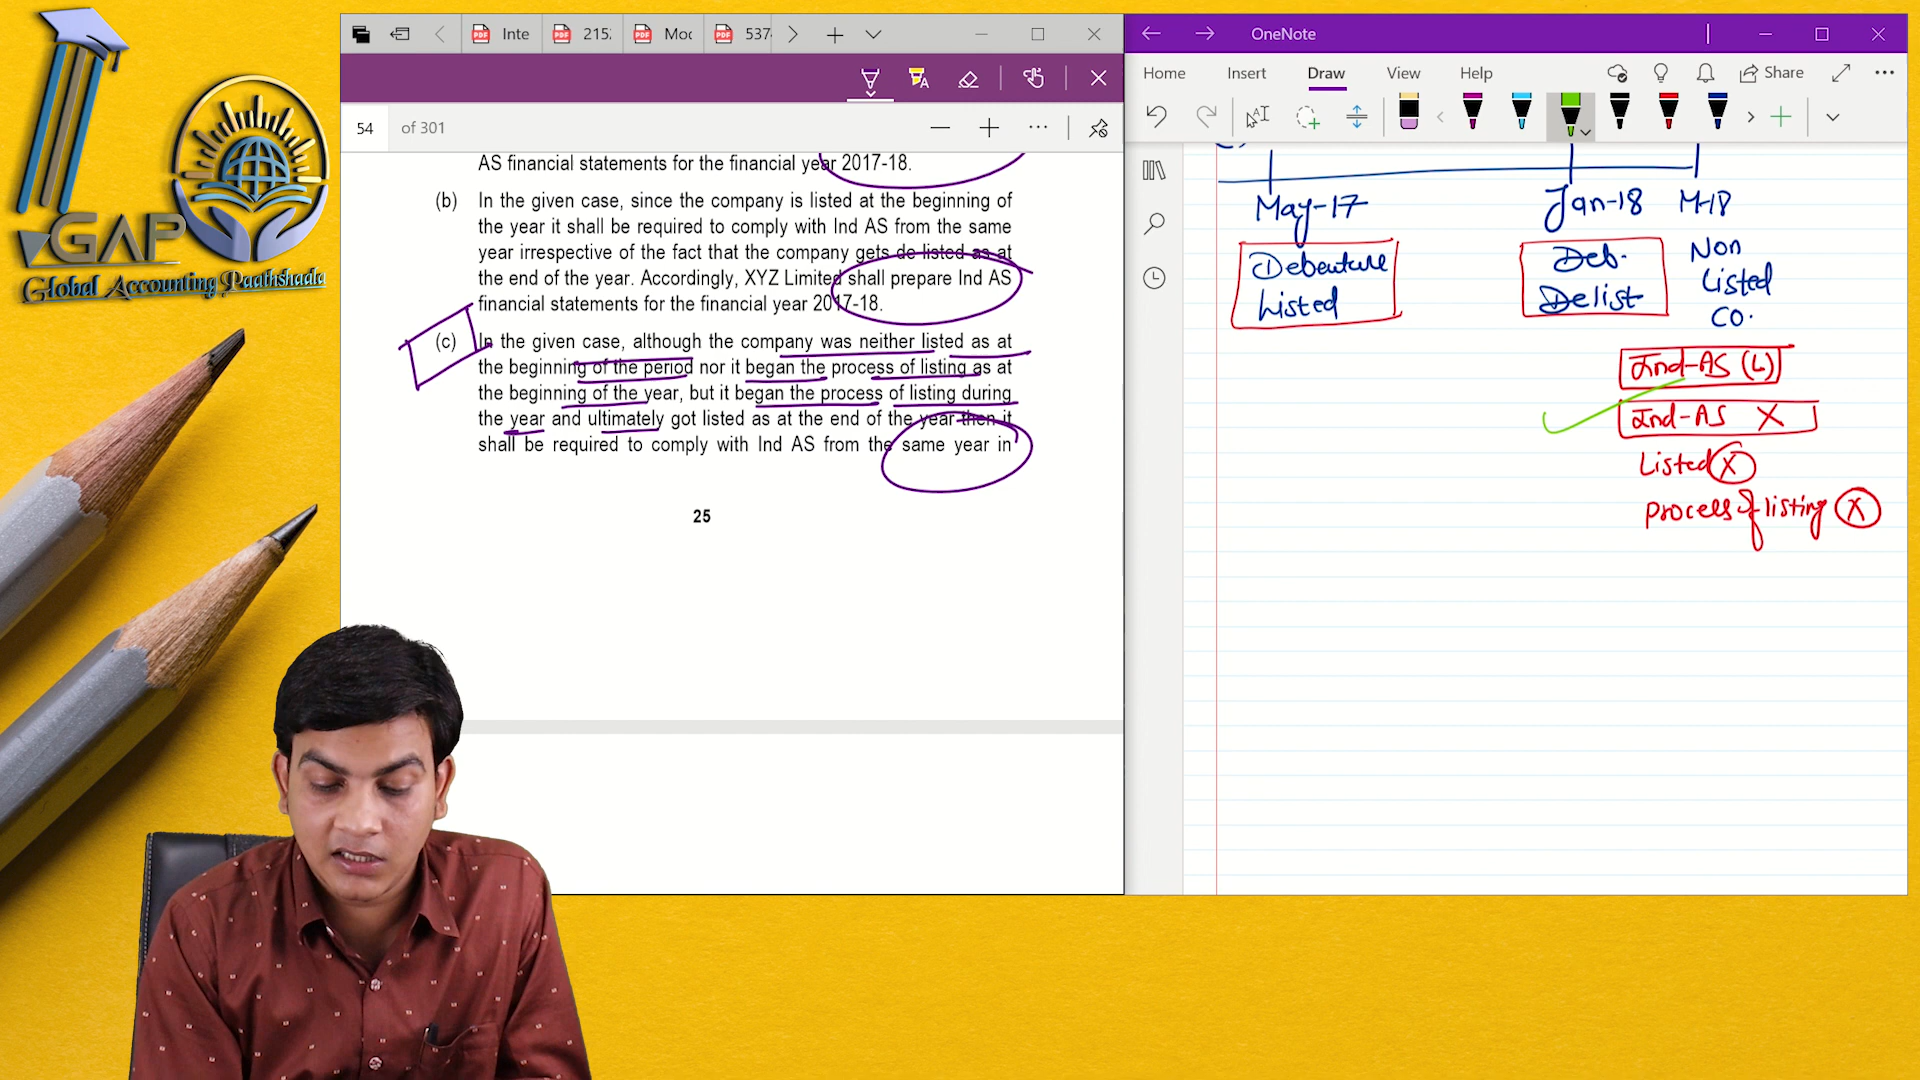 GAP
Global Accounting Paathshada
Inte
215
Moc
537
54 of 301
AS financial statements for the financial year 2017-18.
(b) In the given case, since the company is listed at the beginning of
the year it shall be required to comply with Ind AS from the same
year irrespective of the fact that the company gets de listed as at
the end of the year. Accordingly, XYZ Limited shall prepare Ind AS
financial statements for the financial year 2017-18.
(c) In the given case, although the company was neither listed as at
the beginning of the period nor it began the process of listing as at
the beginning of the year, but it began the process of listing during
the year and ultimately got listed as at the end of the year then it
shall be required to comply with Ind AS from the same year in
25
OneNote
Home Insert Draw View Help Share
May-17 Jan-18 M-18
Debenture
Listed
Deb.
Delist
Non
Listed
CO.
Ind-AS (L)
Ind-AS X
Listed X
process of listing X